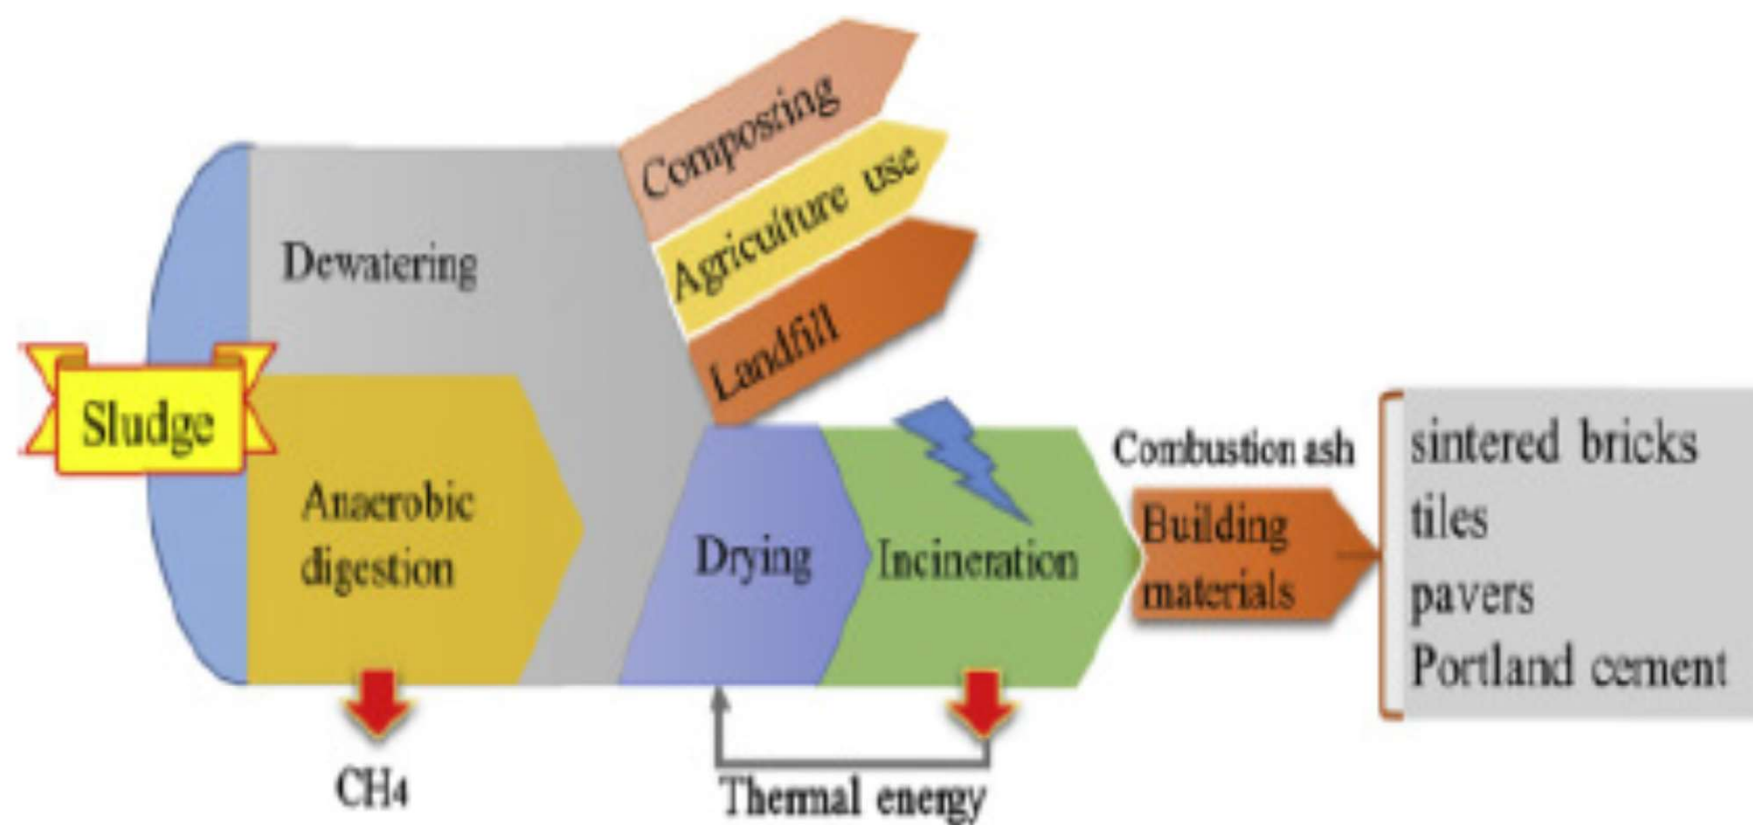 Composting
Agriculture use
Landfill
Dewatering
Sludge
Anaerobic
digestion
Drying
Incineration
Combustion ash
Building
materials
sintered bricks
tiles
pavers
Portland cement
CH4
Thermal energy